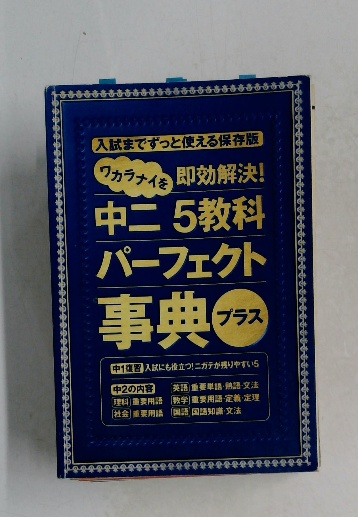 入試までずっと使える保存版
ワカラナイを 即効解決!
中二 5教科
パーフェクト
事典 プラス
中1復習 入試にも役立つ!ニガテが残りやすい5
中2の内容
英語 重要単語・熟語・文法
理科 重要用語 数学 重要用語・定義・定理
社会 重要用語 国語 国語知識・文法